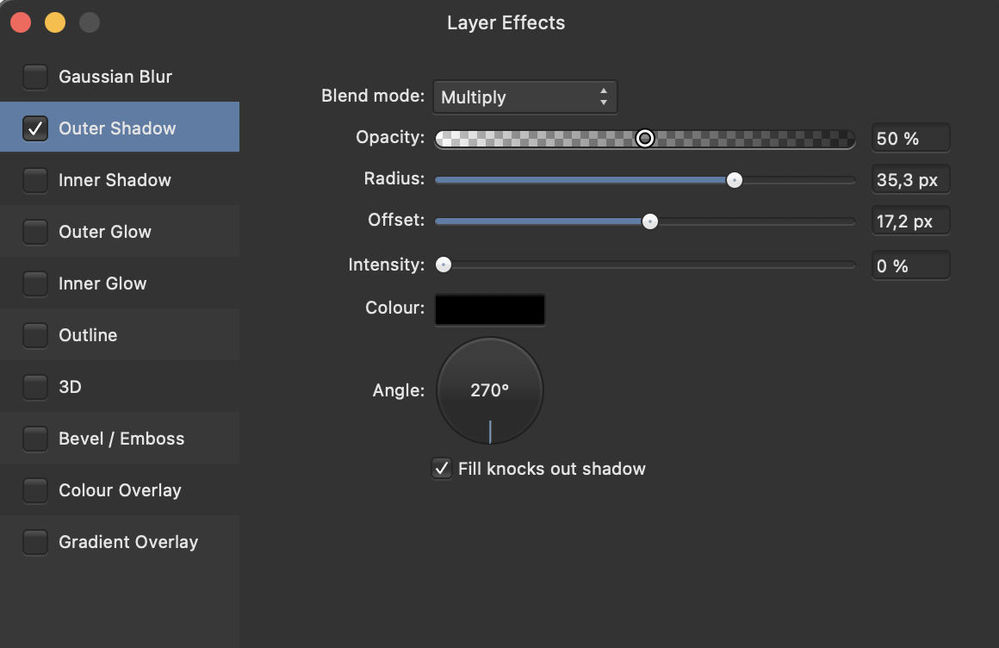 Layer Effects
Gaussian Blur
Outer Shadow
Inner Shadow
Outer Glow
Inner Glow
Outline
3D
Bevel / Emboss
Colour Overlay
Gradient Overlay
Blend mode: Multiply
Opacity: 50 %
Radius: 35,3 px
Offset: 17,2 px
Intensity: 0 %
Colour:
Angle: 270°
Fill knocks out shadow